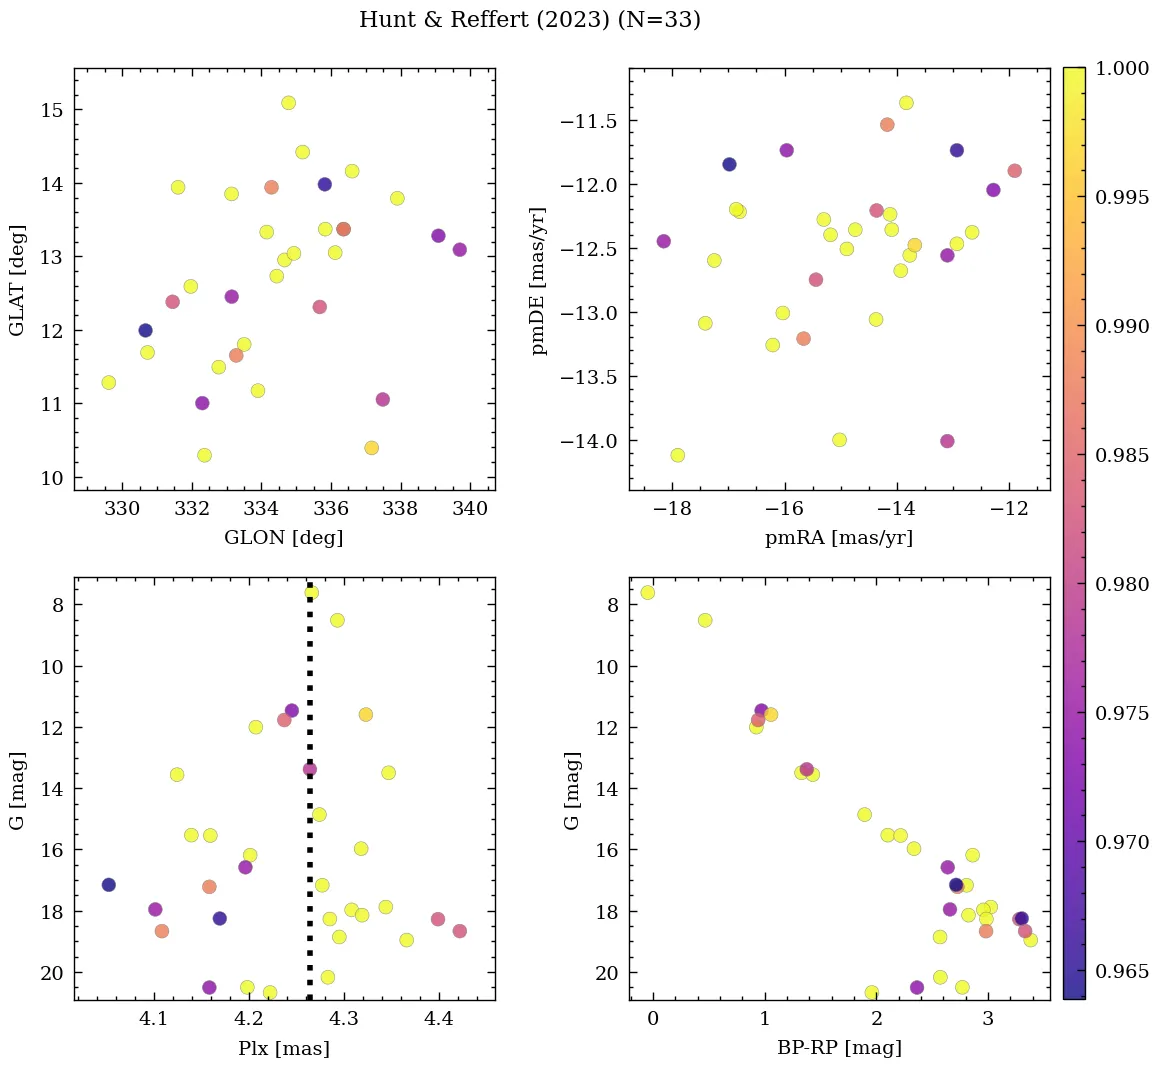 Hunt & Reffert (2023) (N=33)
15
14
13
12
11
10
GLAT [deg]
330 332 334 336 338 340
GLON [deg]
−11.5
−12.0
−12.5
−13.0
−13.5
−14.0
pmDE [mas/yr]
−18 −16 −14 −12
pmRA [mas/yr]
8
10
12
14
16
18
20
G [mag]
4.1 4.2 4.3 4.4
Plx [mas]
8
10
12
14
16
18
20
G [mag]
0 1 2 3
BP-RP [mag]
1.000
0.995
0.990
0.985
0.980
0.975
0.970
0.965